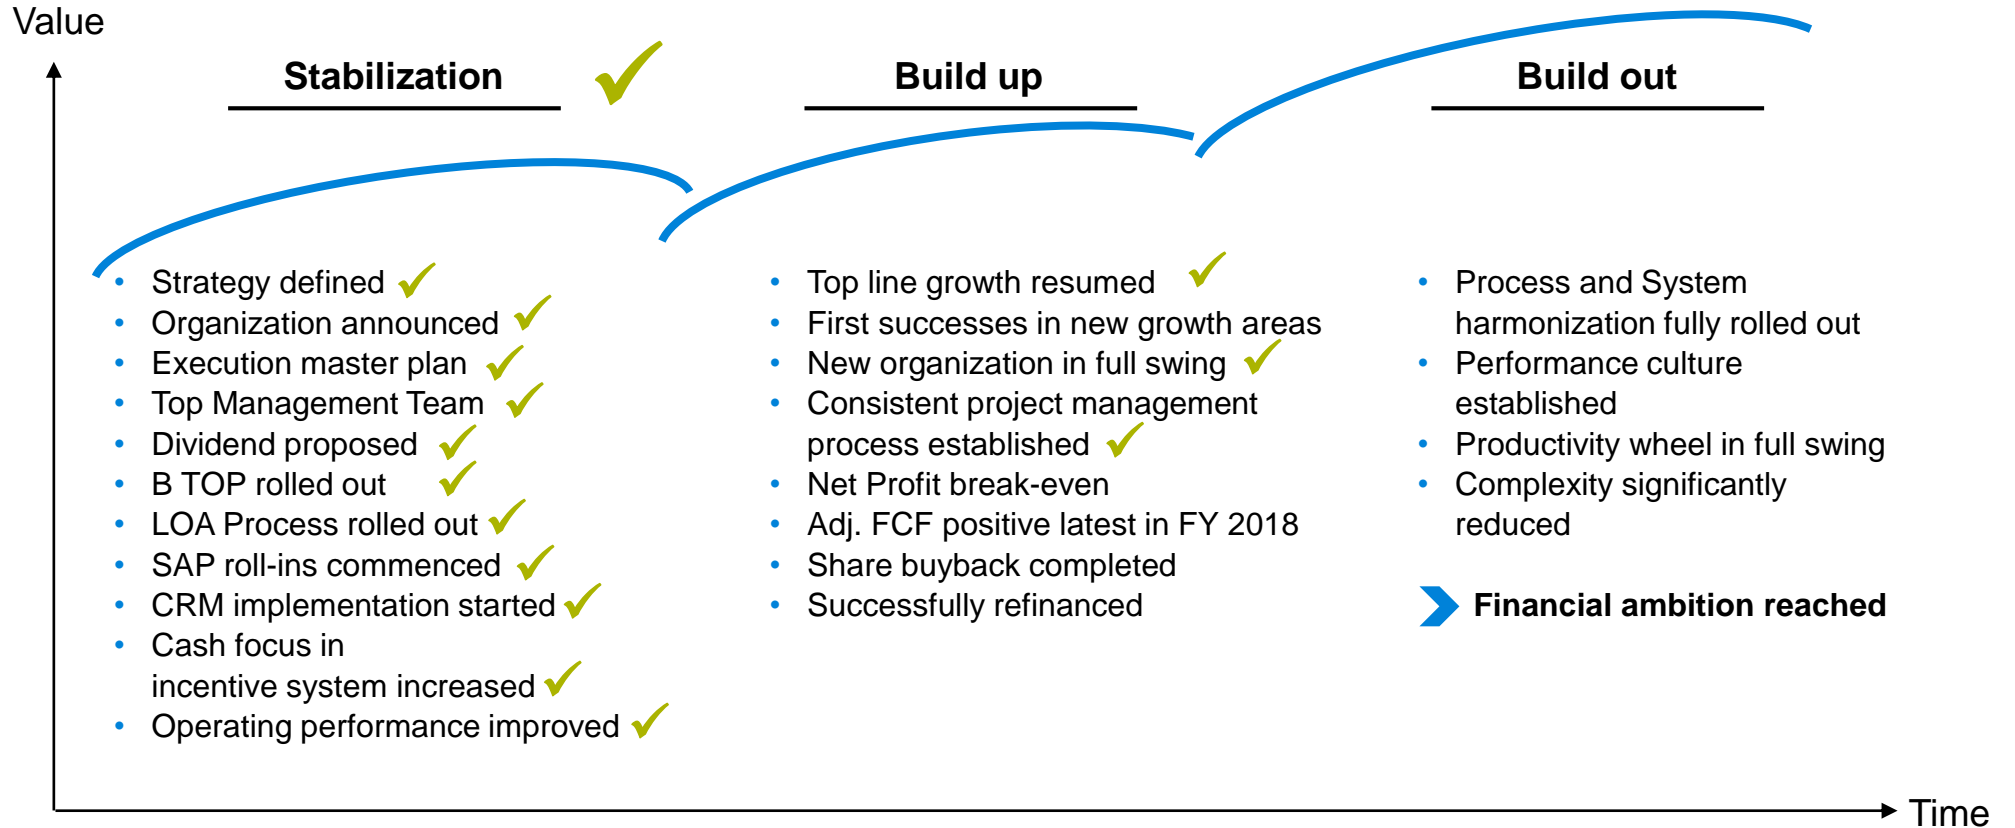 Value
Stabilization
Build up
Build out
• Strategy defined
• Organization announced
• Execution master plan
• Top Management Team
• Dividend proposed
• B TOP rolled out
• LOA Process rolled out
• SAP roll-ins commenced
• CRM implementation started
• Cash focus in
incentive system increased
• Operating performance improved
• Top line growth resumed
• First successes in new growth areas
• New organization in full swing
• Consistent project management
process established
• Net Profit break-even
• Adj. FCF positive latest in FY 2018
• Share buyback completed
• Successfully refinanced
• Process and System
harmonization fully rolled out
• Performance culture
established
• Productivity wheel in full swing
• Complexity significantly
reduced
Financial ambition reached
Time